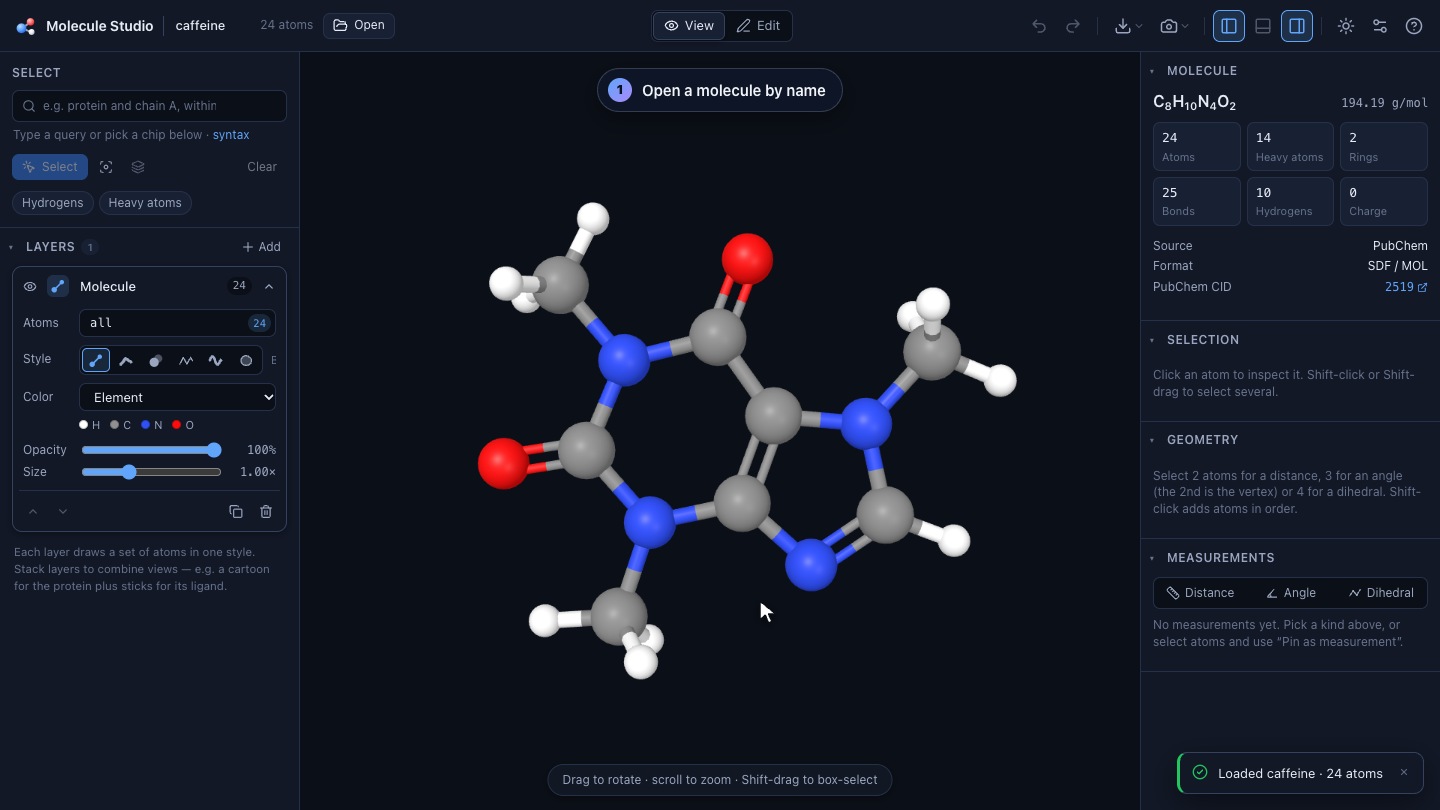 Molecule Studio
caffeine
24 atoms
Open
View
Edit
SELECT
e.g. protein and chain A, within
Type a query or pick a chip below · syntax
Select
Clear
Hydrogens
Heavy atoms
LAYERS 1
Add
Molecule
24
Atoms
all
24
Style
Color
Element
H C N O
Opacity
100%
Size
1.00×
Each layer draws a set of atoms in one style.
Stack layers to combine views — e.g. a cartoon
for the protein plus sticks for its ligand.
1 Open a molecule by name
Drag to rotate · scroll to zoom · Shift-drag to box-select
MOLECULE
C₈H₁₀N₄O₂
194.19 g/mol
24
Atoms
14
Heavy atoms
2
Rings
25
Bonds
10
Hydrogens
0
Charge
Source PubChem
Format SDF / MOL
PubChem CID 2519
SELECTION
Click an atom to inspect it. Shift-click or Shift-
drag to select several.
GEOMETRY
Select 2 atoms for a distance, 3 for an angle
(the 2nd is the vertex) or 4 for a dihedral. Shift-
click adds atoms in order.
MEASUREMENTS
Distance
Angle
Dihedral
No measurements yet. Pick a kind above, or
select atoms and use “Pin as measurement”.
Loaded caffeine · 24 atoms